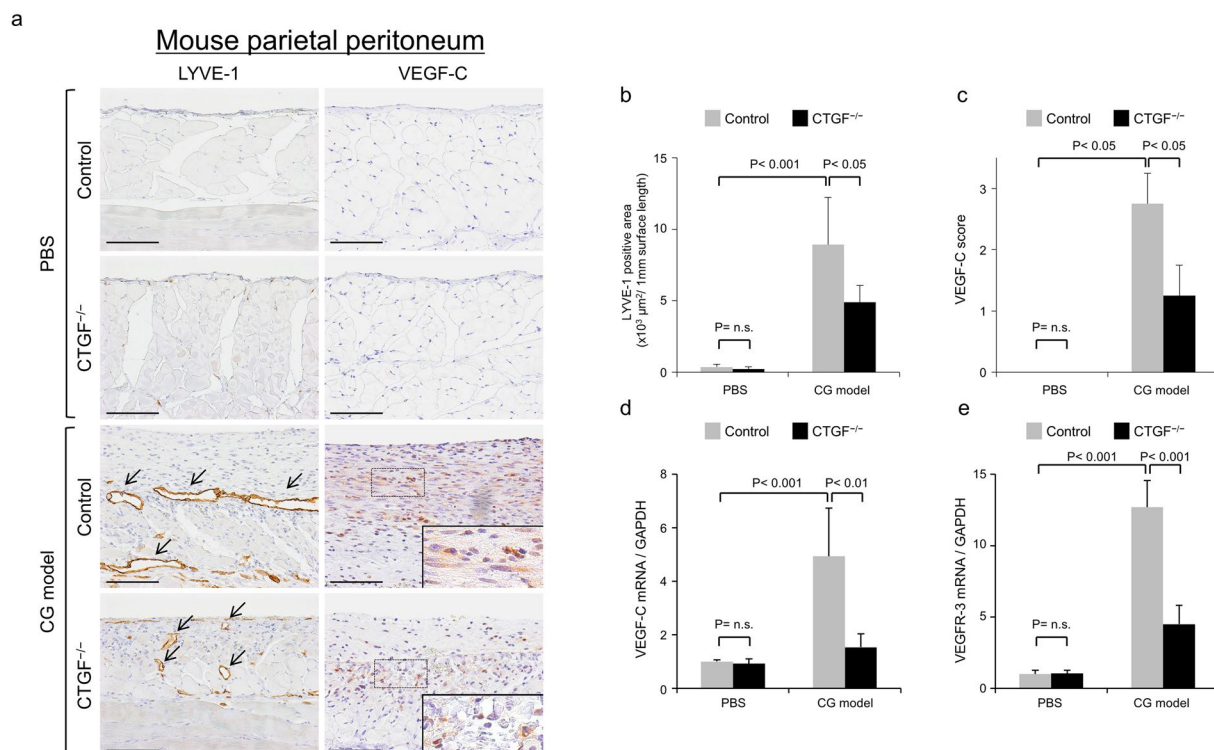 a
Mouse parietal peritoneum
LYVE-1 VEGF-C
PBS
Control
CTGF⁻/⁻
CG model
Control
CTGF⁻/⁻
b
Control CTGF⁻/⁻
LYVE-1 positive area
(x10³ µm²/ 1mm surface length)
15
10
5
0
P< 0.001 P< 0.05
P= n.s.
PBS CG model
c
Control CTGF⁻/⁻
VEGF-C score
3
2
1
0
P< 0.05 P< 0.05
P= n.s.
PBS CG model
d
Control CTGF⁻/⁻
VEGF-C mRNA / GAPDH
8
6
4
2
0
P< 0.001 P< 0.01
P= n.s.
PBS CG model
e
Control CTGF⁻/⁻
VEGFR-3 mRNA / GAPDH
15
10
5
0
P< 0.001 P< 0.001
P= n.s.
PBS CG model